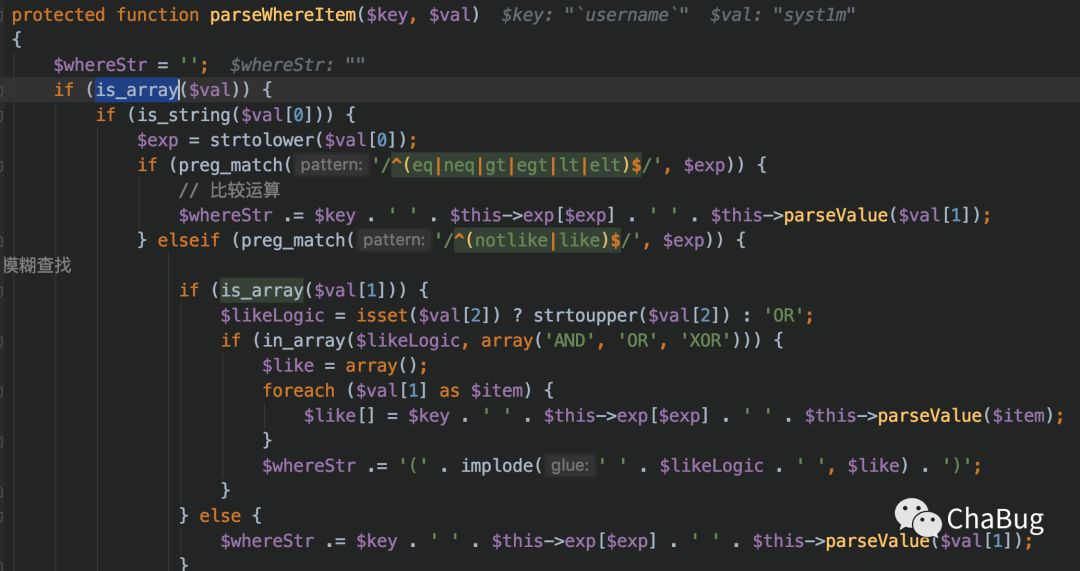 protected function parseWhereItem($key, $val)  $key: "`username`"  $val: "syst1m"
{
    $whereStr = '';  $whereStr: ""
    if (is_array($val)) {
        if (is_string($val[0])) {
            $exp = strtolower($val[0]);
            if (preg_match( pattern: '/^(eq|neq|gt|egt|lt|elt)$/', $exp)) {
                // 比较运算
                $whereStr .= $key . ' ' . $this->exp[$exp] . ' ' . $this->parseValue($val[1]);
            } elseif (preg_match( pattern: '/^(notlike|like)$/', $exp)) {
模糊查找
                if (is_array($val[1])) {
                    $likeLogic = isset($val[2]) ? strtoupper($val[2]) : 'OR';
                    if (in_array($likeLogic, array('AND', 'OR', 'XOR'))) {
                        $like = array();
                        foreach ($val[1] as $item) {
                            $like[] = $key . ' ' . $this->exp[$exp] . ' ' . $this->parseValue($item);
                        }
                        $whereStr .= '(' . implode( glue: ' ' . $likeLogic . ' ', $like) . ')';
                    }
                } else {
                    $whereStr .= $key . ' ' . $this->exp[$exp] . ' ' . $this->parseValue($val[1]);
                }
ChaBug